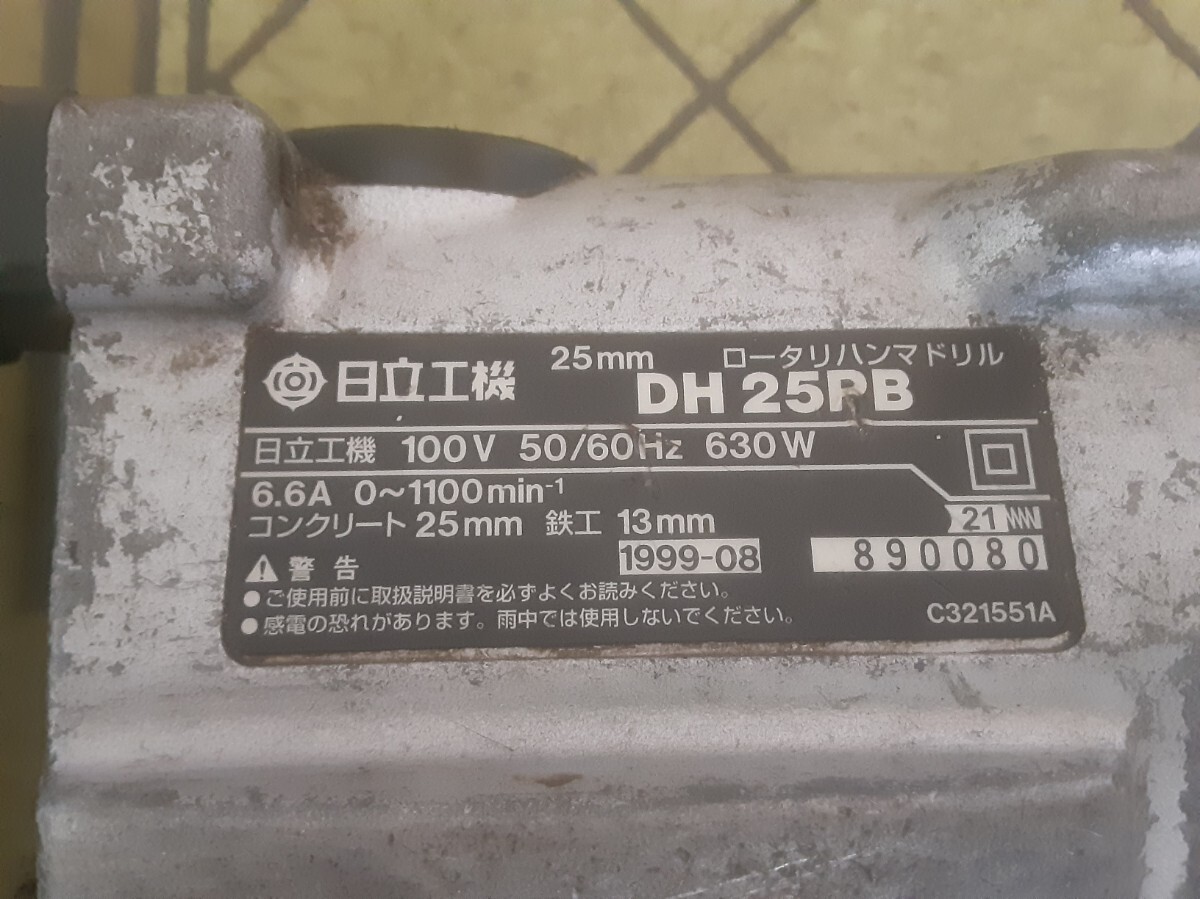 日立工機 25mm ロータリハンマドリル
DH 25PB
日立工機 100V 50/60Hz 630W
6.6A 0~1100min-1
コンクリート 25mm 鉄工 13mm 21
警告 1999-08 890080
●ご使用前に取扱説明書を必ずよくお読みください。
●感電の恐れがあります。雨中では使用しないでください。 C321551A